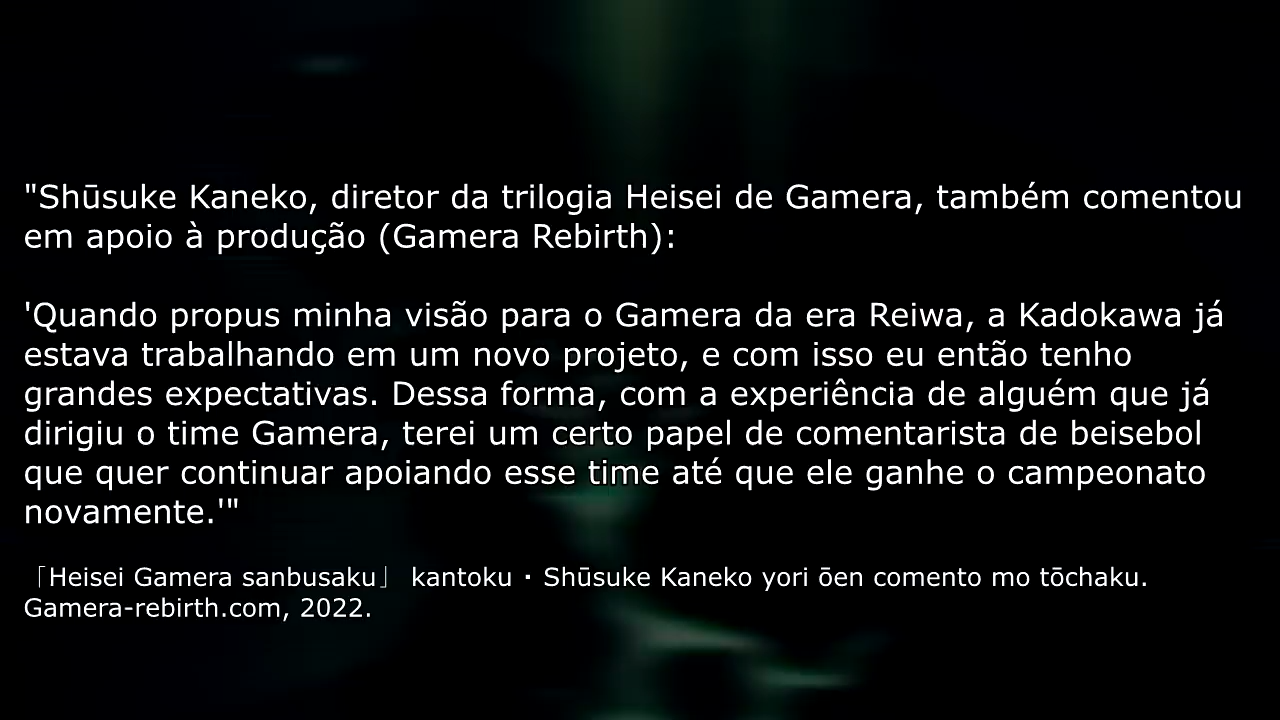 "Shūsuke Kaneko, diretor da trilogia Heisei de Gamera, também comentou
em apoio à produção (Gamera Rebirth):
'Quando propus minha visão para o Gamera da era Reiwa, a Kadokawa já
estava trabalhando em um novo projeto, e com isso eu então tenho
grandes expectativas. Dessa forma, com a experiência de alguém que já
dirigiu o time Gamera, terei um certo papel de comentarista de beisebol
que quer continuar apoiando esse time até que ele ganhe o campeonato
novamente.'"
「Heisei Gamera sanbusaku」 kantoku・Shūsuke Kaneko yori ōen comento mo tōchaku.
Gamera-rebirth.com, 2022.